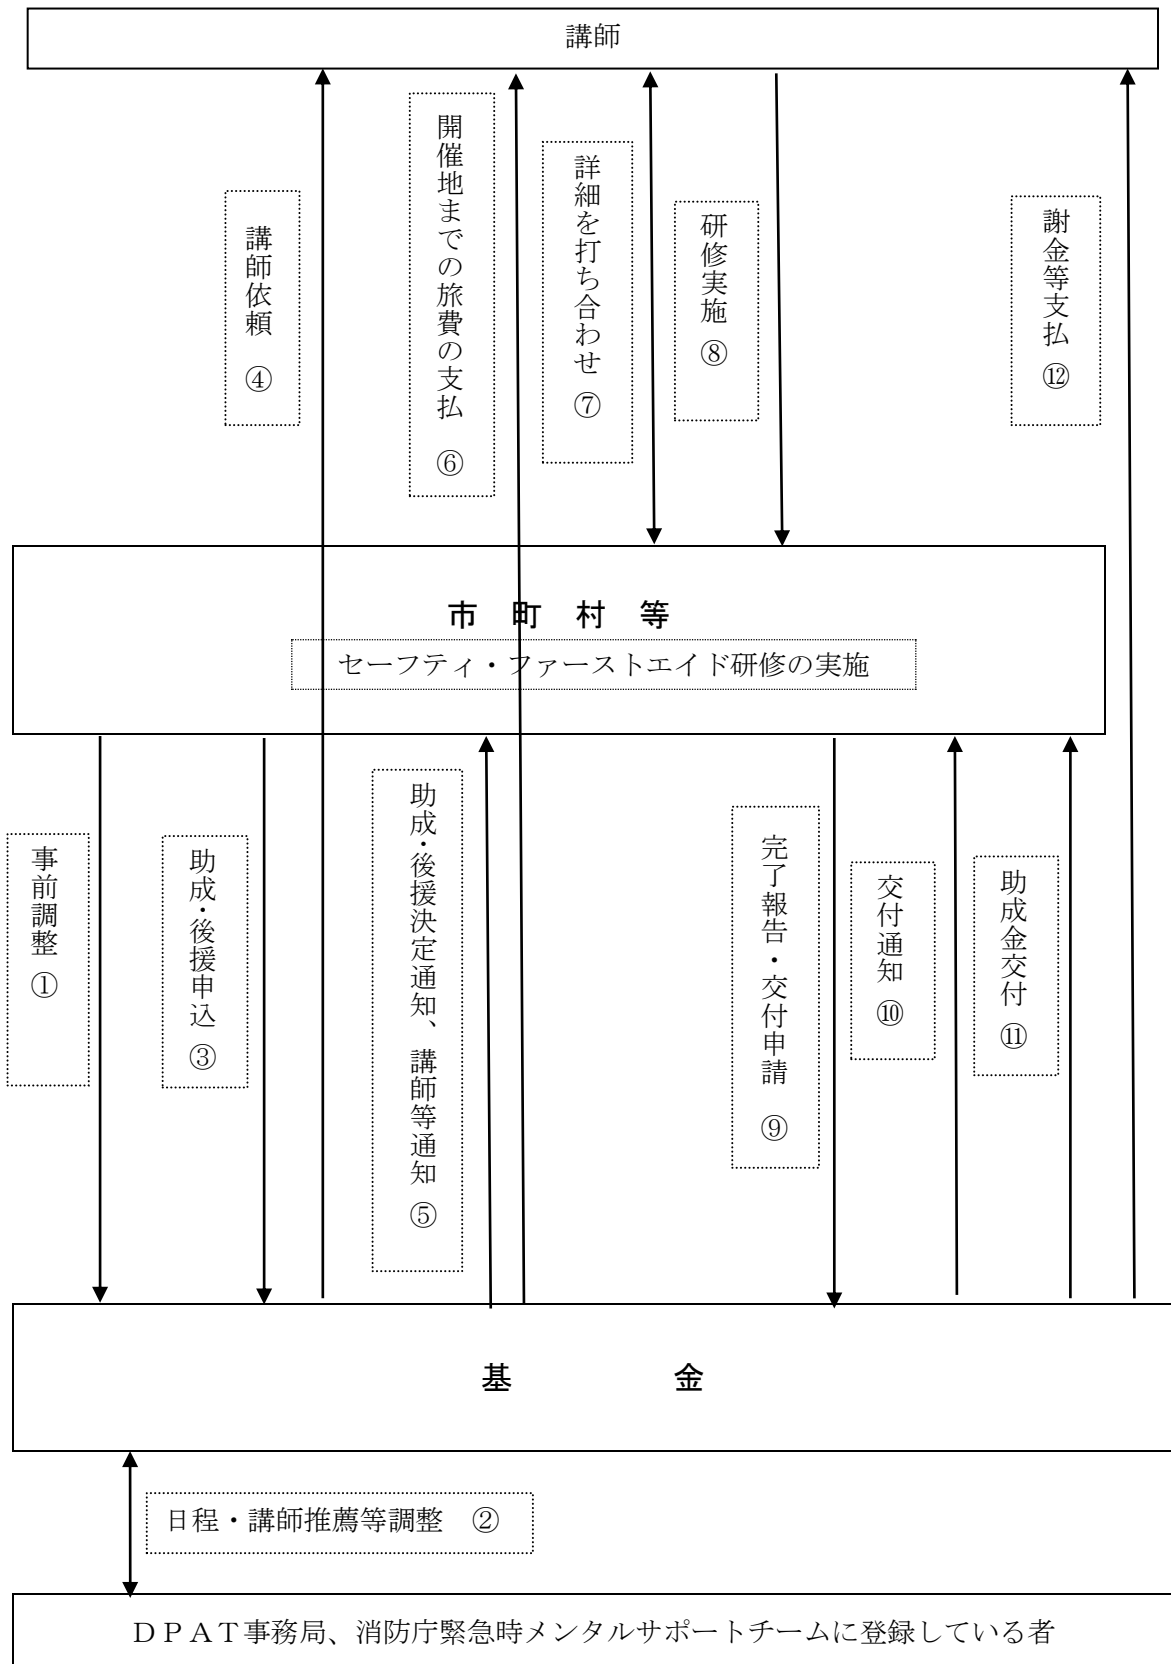 講師
講師依頼 ④
開催地までの旅費の支払 ⑥
詳細を打ち合わせ ⑦
研修実施 ⑧
謝金等支払 ⑫
市町村等
セーフティ・ファーストエイド研修の実施
事前調整 ①
助成・後援申込 ③
助成・後援決定通知、講師等通知 ⑤
完了報告・交付申請 ⑨
交付通知 ⑩
助成金交付 ⑪
基金
日程・講師推薦等調整 ②
ＤＰＡＴ事務局、消防庁緊急時メンタルサポートチームに登録している者